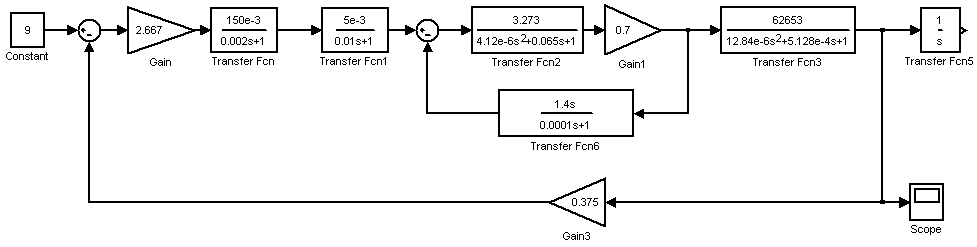 9
Constant
2.667
Gain
150e-3
0.002s+1
Transfer Fcn
5e-3
0.01s+1
Transfer Fcn1
3.273
4.12e-6s²+0.065s+1
Transfer Fcn2
0.7
Gain1
62653
12.84e-6s²+5.128e-4s+1
Transfer Fcn3
1
s
Transfer Fcn5
1.4s
0.0001s+1
Transfer Fcn6
0.375
Gain3
Scope